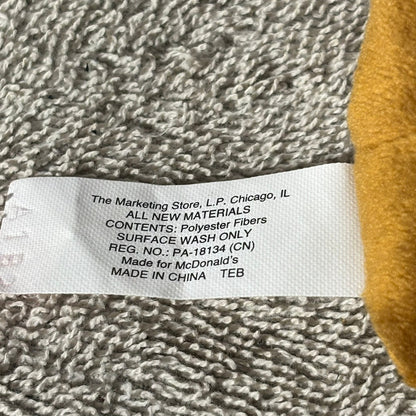 The Marketing Store, L.P. Chicago, IL
ALL NEW MATERIALS
CONTENTS: Polyester Fibers
SURFACE WASH ONLY
REG. NO.: PA-18134 (CN)
Made for McDonald's
MADE IN CHINA TEB